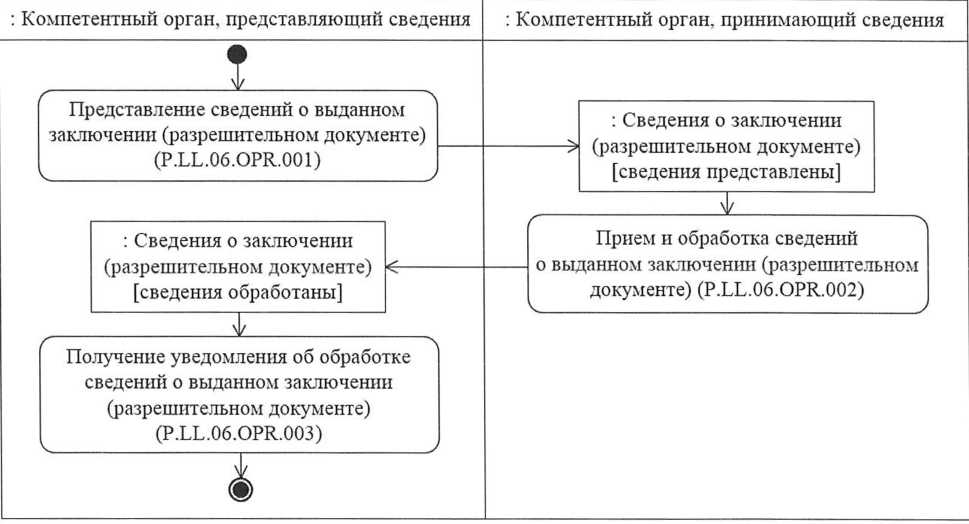 : Компетентный орган, представляющий сведения
: Компетентный орган, принимающий сведения
Представление сведений о выданном
заключении (разрешительном документе)
(P.LL.06.OPR.001)
: Сведения о заключении
(разрешительном документе)
[сведения представлены]
Прием и обработка сведений
о выданном заключении (разрешительном
документе) (P.LL.06.OPR.002)
: Сведения о заключении
(разрешительном документе)
[сведения обработаны]
Получение уведомления об обработке
сведений о выданном заключении
(разрешительном документе)
(P.LL.06.OPR.003)